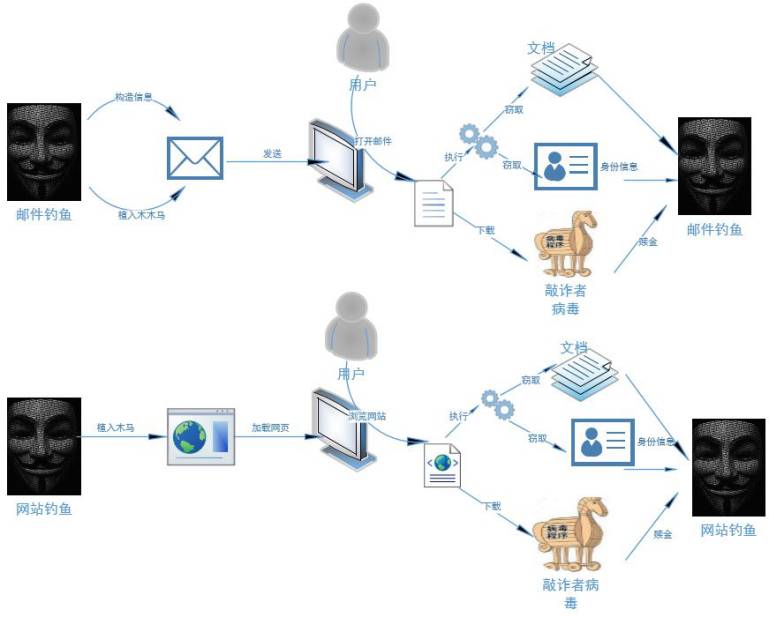 文档
用户
构造信息
窃取
打开邮件
发送
执行
窃取
身份信息
邮件钓鱼
植入木木马
邮件钓鱼
下载
病毒
程序
赎金
敲诈者
病毒
文档
用户
窃取
浏览网站
执行
植入木马
加载网页
窃取
身份信息
网站钓鱼
下载
病毒
程序
赎金
网站钓鱼
敲诈者病
毒